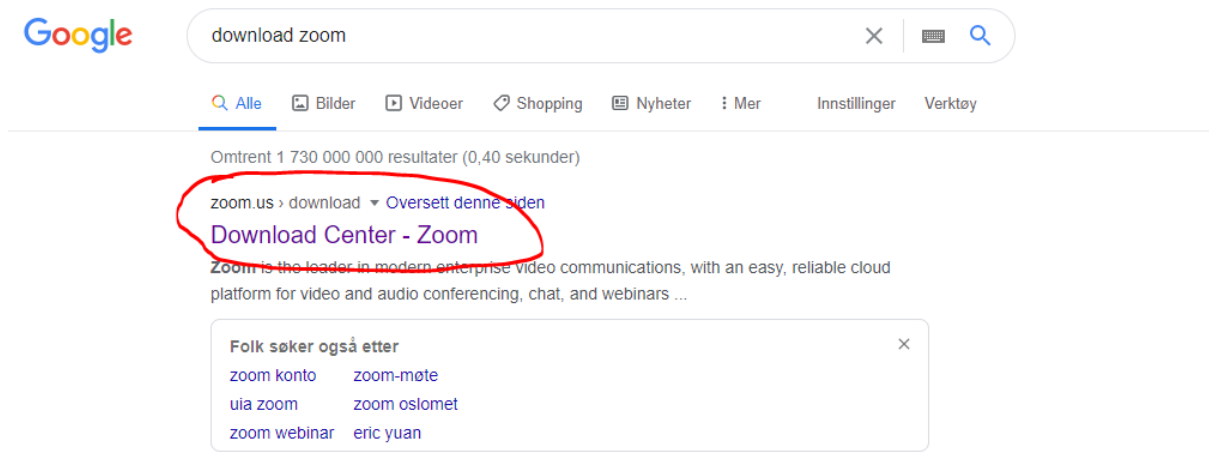 Google
download zoom
Alle Bilder Videoer Shopping Nyheter Mer Innstillinger Verktøy
Omtrent 1 730 000 000 resultater (0,40 sekunder)
zoom.us › download Oversett denne siden
Download Center - Zoom
Zoom is the leader in modern enterprise video communications, with an easy, reliable cloud
platform for video and audio conferencing, chat, and webinars ...
Folk søker også etter
zoom konto zoom-møte
uia zoom zoom oslomet
zoom webinar eric yuan